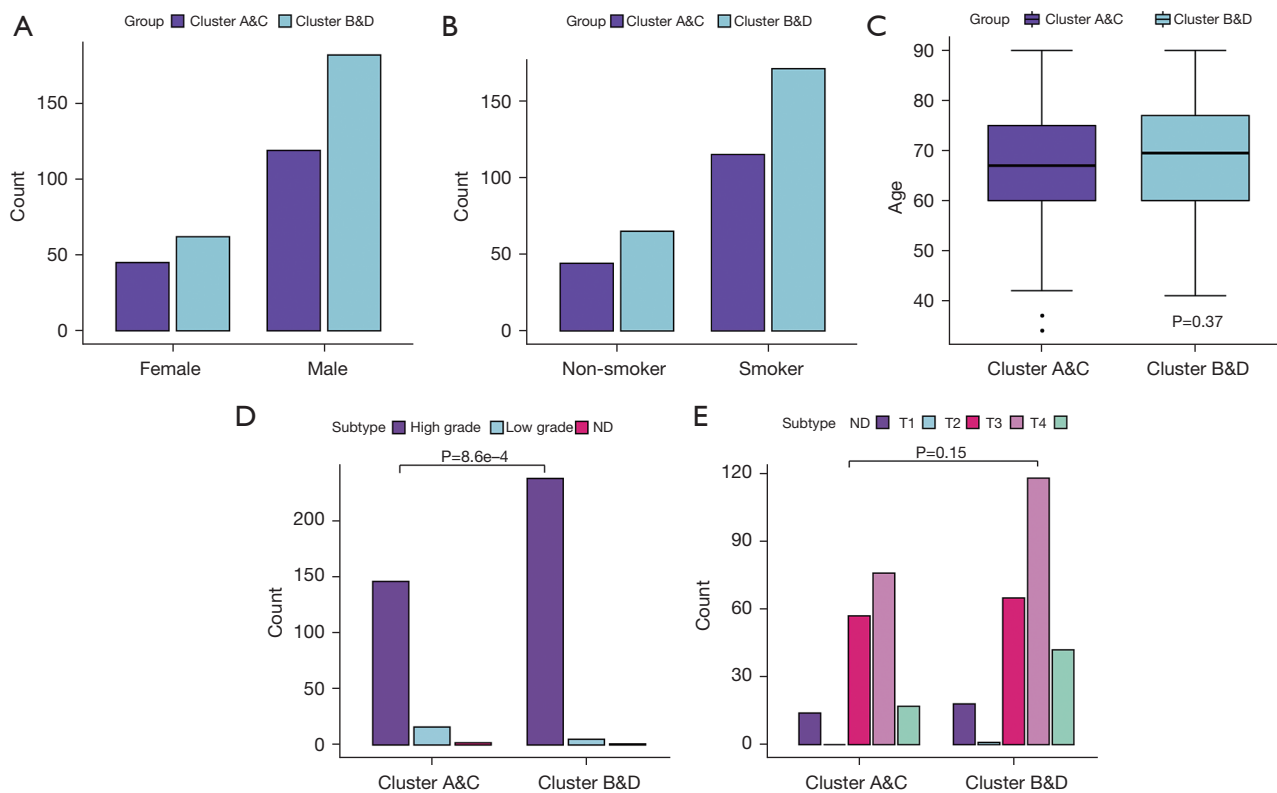 A
Group Cluster A&C Cluster B&D
Count
150
100
50
0
Female Male
B
Group Cluster A&C Cluster B&D
Count
150
100
50
0
Non-smoker Smoker
C
Group Cluster A&C Cluster B&D
Age
90
80
70
60
50
40
P=0.37
Cluster A&C Cluster B&D
D
Subtype High grade Low grade ND
P=8.6e–4
Count
200
150
100
50
0
Cluster A&C Cluster B&D
E
Subtype ND T1 T2 T3 T4
P=0.15
Count
120
90
60
30
0
Cluster A&C Cluster B&D